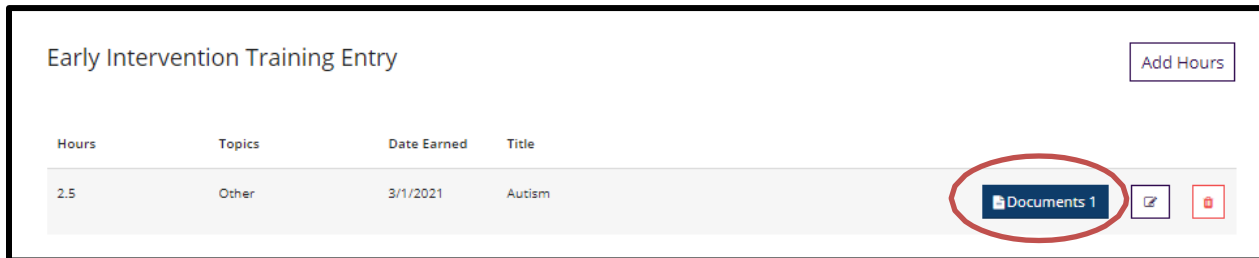 Early Intervention Training Entry
Add Hours
Hours Topics Date Earned Title
2.5 Other 3/1/2021 Autism Documents 1